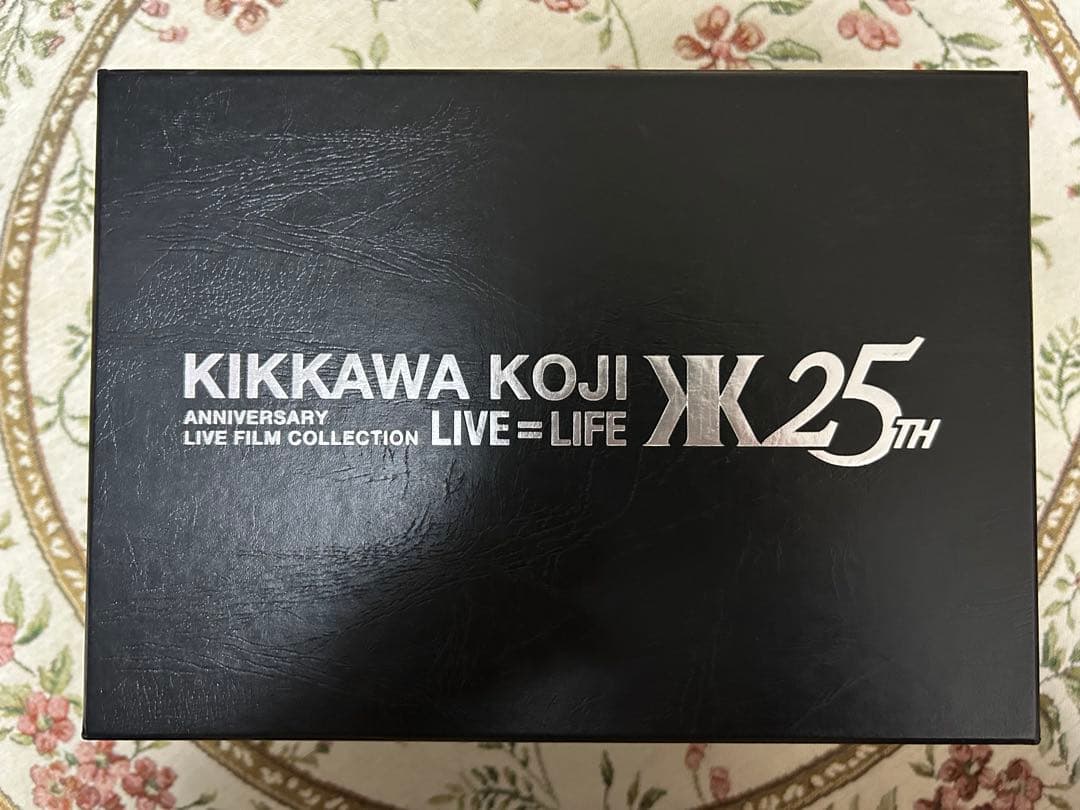 KIKKAWA KOJI
ANNIVERSARY
LIVE FILM COLLECTION LIVE=LIFE
KK 25TH